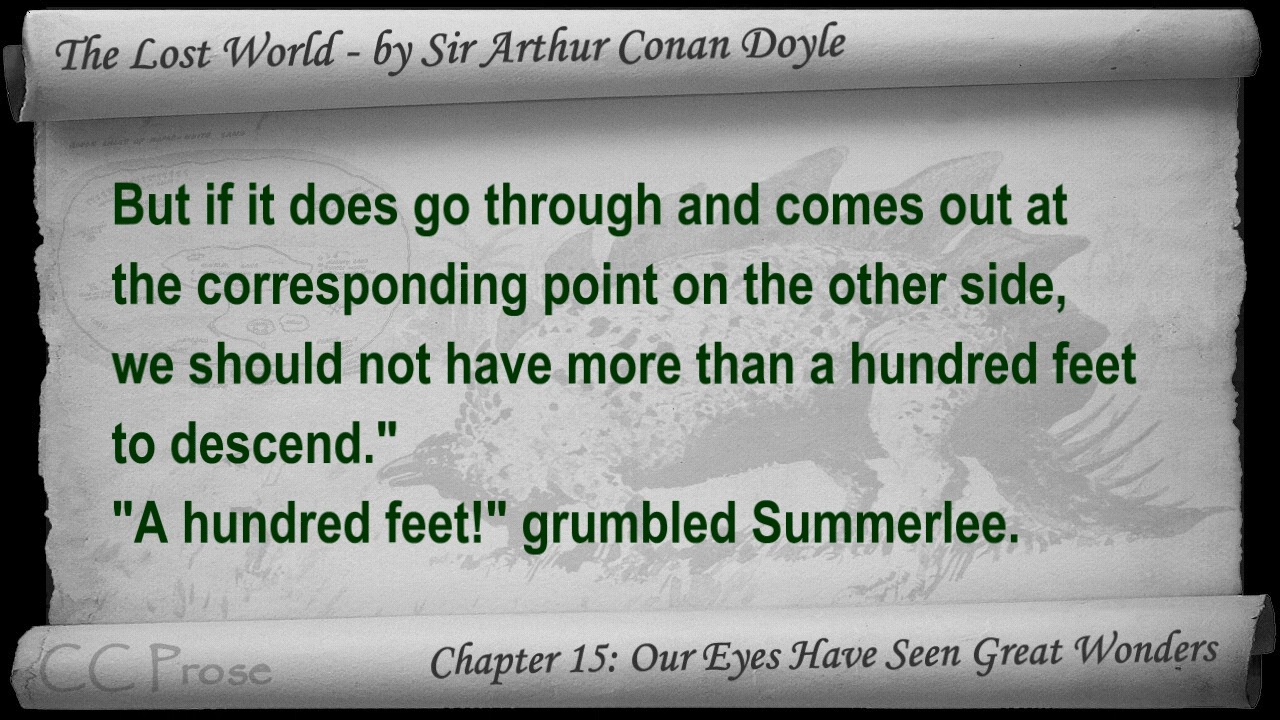 The Lost World - by Sir Arthur Conan Doyle
But if it does go through and comes out at
the corresponding point on the other side,
we should not have more than a hundred feet
to descend."
"A hundred feet!" grumbled Summerlee.
CC Prose
Chapter 15: Our Eyes Have Seen Great Wonders